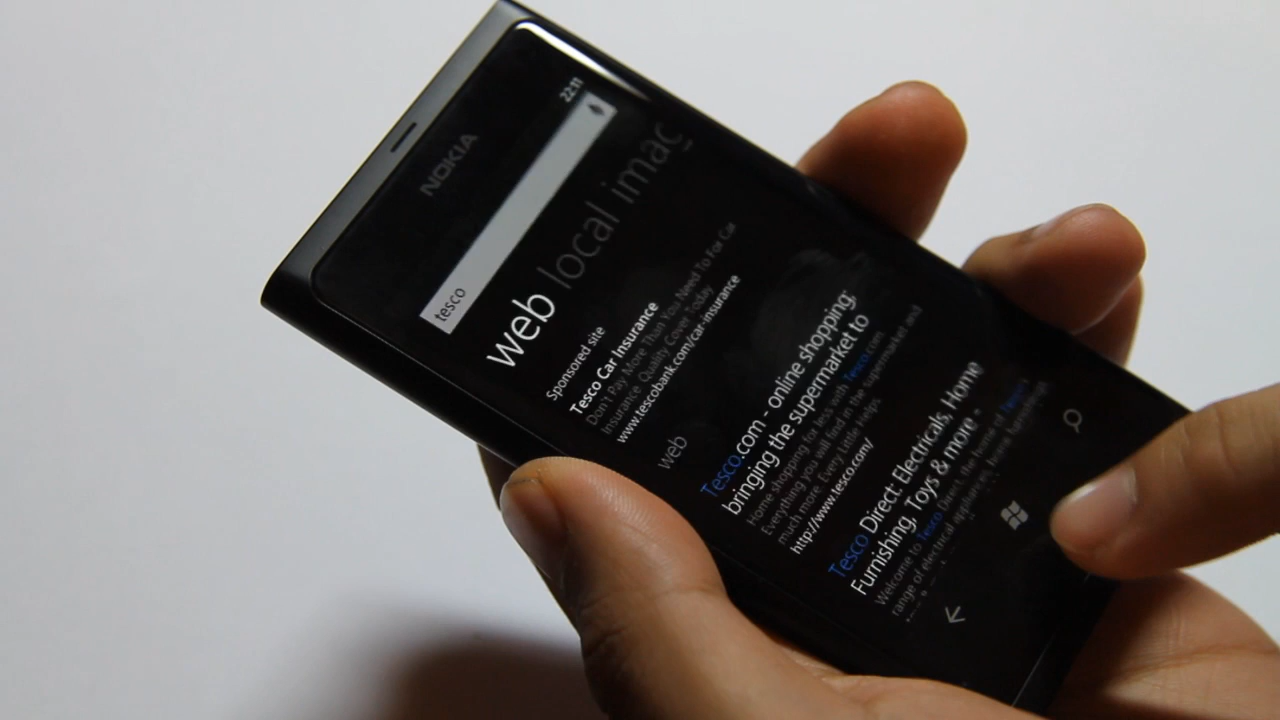 NOKIA
22:11
tesco
web local imag
Sponsored site
Tesco Car Insurance
Don't Pay More Than You Need To For Car
Insurance. Quality Cover Today
www.tescobank.com/car-insurance
web
Tesco.com - online shopping;
bringing the supermarket to
Home shopping for less with Tesco.com.
Everything you will find in the supermarket and
much more. Every Little helps.
http://www.tesco.com/
Tesco Direct: Electricals, Home
Furnishing, Toys & more -
Welcome to Tesco Direct, the home of Tesco's
range of electrical appliances, home furnishings